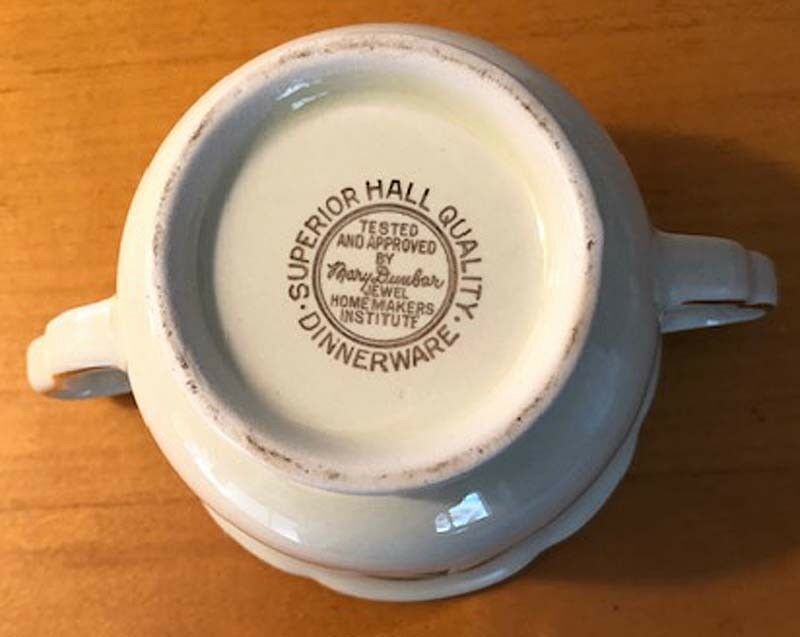 SUPERIOR HALL QUALITY
· DINNERWARE ·
TESTED
AND APPROVED
BY
Mary Dunbar
JEWEL
HOMEMAKERS
INSTITUTE